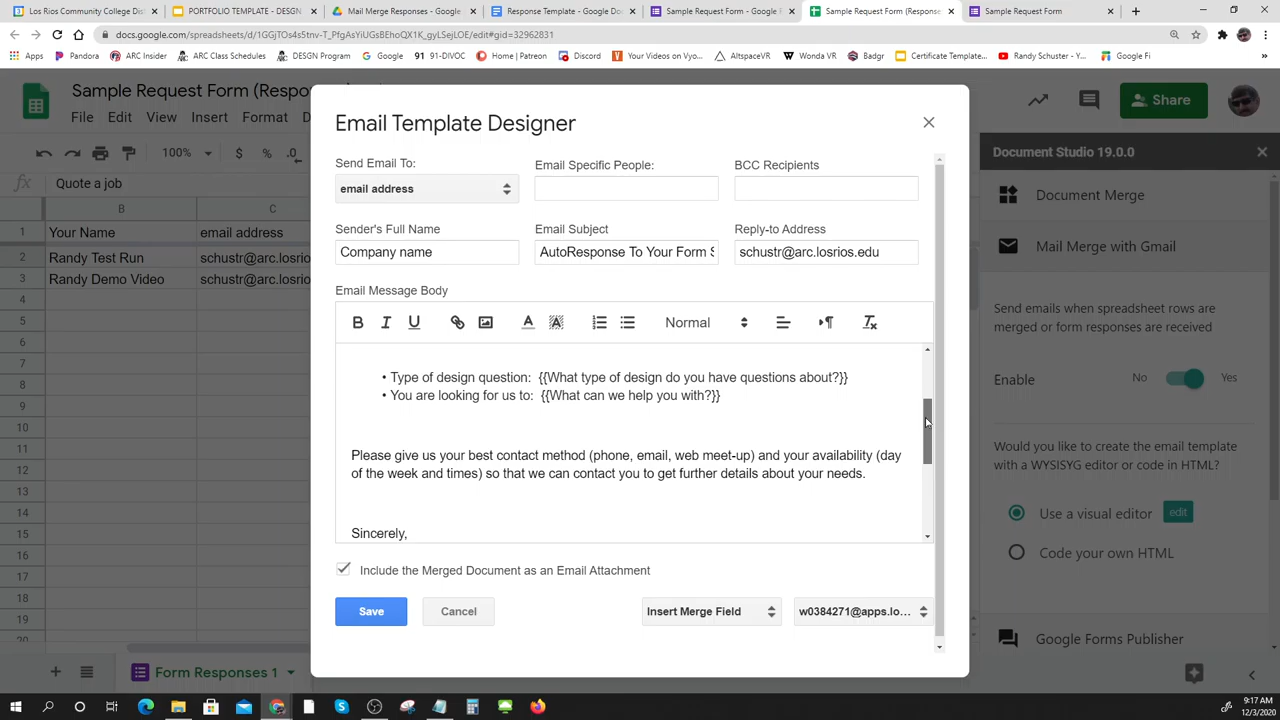 Los Rios Community College Dist
PORTFOLIO TEMPLATE - DESGN
Mail Merge Responses - Google
Response Template - Google Do
Sample Request Form - Google F
Sample Request Form (Respons
Sample Request Form
docs.google.com/spreadsheets/d/1GGjTOs4s5tnv-T_PfgAsYiUGsBEhoQX1K_gyLSejLOE/edit#gid=32962831
Apps
Pandora
ARC Insider
ARC Class Schedules
DESGN Program
Google
91-DIVOC
Home | Patreon
Discord
Your Videos on Vyo...
AltspaceVR
Wonda VR
Badgr
Certificate Template...
Randy Schuster - Y...
Google Fi
Sample Request Form (Respo
File Edit View Insert Format D
Share
100%
$ % .0
fx Quote a job
B C
1 Your Name email address
2 Randy Test Run schustr@arc.losrio
3 Randy Demo Video schustr@arc.losrio
4
5
6
7
8
9
10
11
12
13
14
15
16
17
18
19
20
Form Responses 1
Email Template Designer
Send Email To:
email address
Email Specific People:
BCC Recipients
Sender's Full Name
Company name
Email Subject
AutoResponse To Your Form S
Reply-to Address
schustr@arc.losrios.edu
Email Message Body
B I U A A Normal
• Type of design question: {{What type of design do you have questions about?}}
• You are looking for us to: {{What can we help you with?}}
Please give us your best contact method (phone, email, web meet-up) and your availability (day
of the week and times) so that we can contact you to get further details about your needs.
Sincerely,
Include the Merged Document as an Email Attachment
Save
Cancel
Insert Merge Field
w0384271@apps.lo...
Document Studio 19.0.0
Document Merge
Mail Merge with Gmail
Send emails when spreadsheet rows are
merged or form responses are received
Enable No Yes
Would you like to create the email template
with a WYSISYG editor or code in HTML?
Use a visual editor edit
Code your own HTML
Google Forms Publisher
9:17 AM
12/3/2020